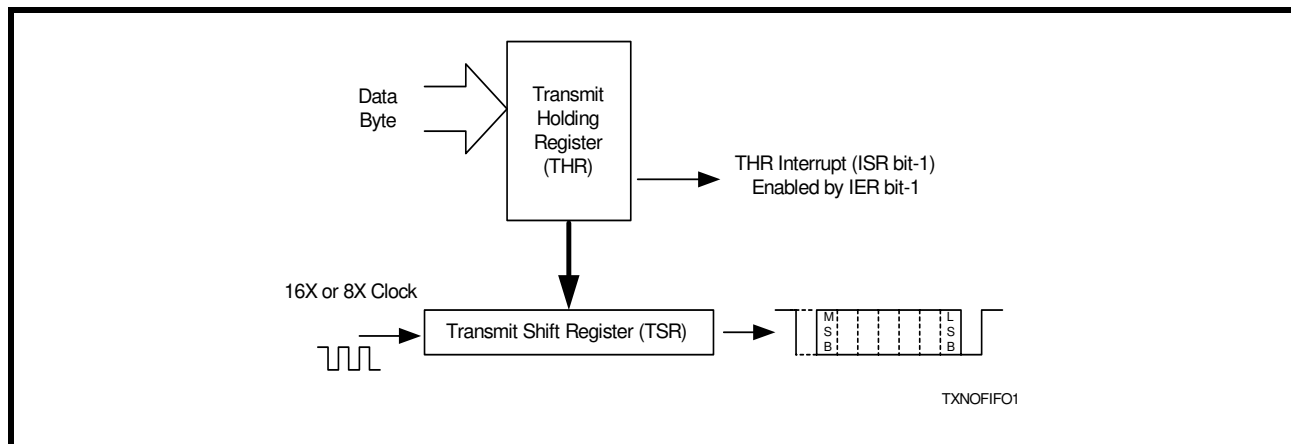 Data
Byte
Transmit
Holding
Register
(THR)
THR Interrupt (ISR bit-1)
Enabled by IER bit-1
16X or 8X Clock
Transmit Shift Register (TSR)
M
S
B
L
S
B
TXNOFIFO1